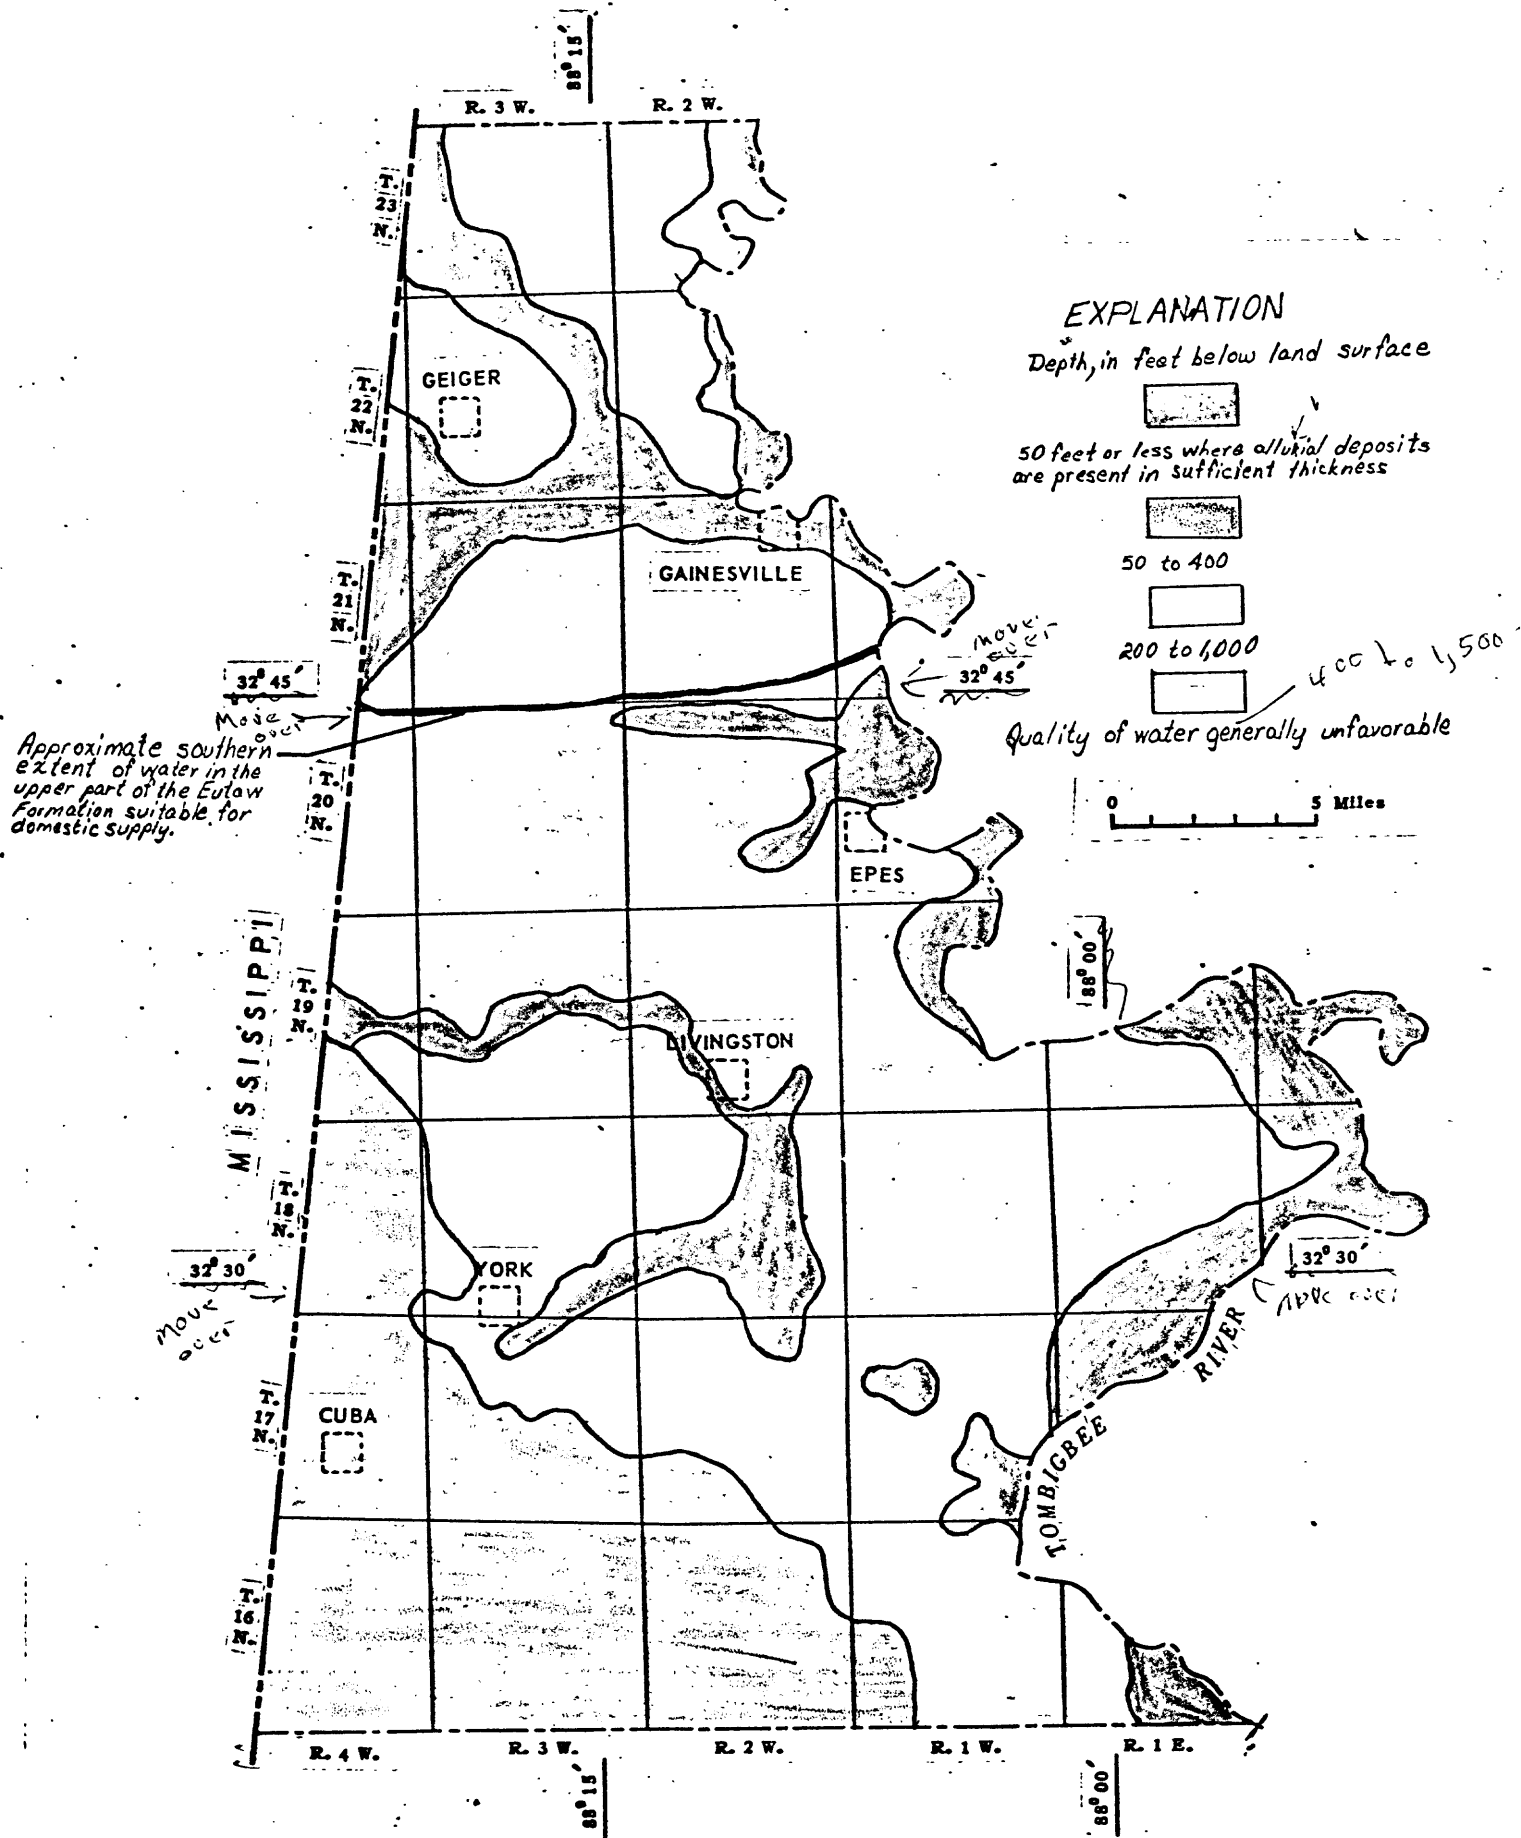 88° 15′
R. 3 W.
R. 2 W.
T.
23
N.
EXPLANATION
Depth, in feet below land surface
GEIGER
T.
22
N.
50 feet or less where alluvial deposits
are present in sufficient thickness
50 to 400
GAINESVILLE
T.
21
N.
move
over
200 to 1,000
400 to 1,500
32° 45′
32° 45′
Move
over
Quality of water generally unfavorable
Approximate southern
extent of water in the
upper part of the Eutaw
Formation suitable for
domestic supply.
T.
20
N.
0 5 Miles
EPES
MISSISSIPPI
88° 00′
T.
19
N.
LIVINGSTON
T.
18
N.
32° 30′
YORK
32° 30′
move
over
RIVER
T.
17
N.
CUBA
TOMBIGBEE
T.
16
N.
R. 4 W.
R. 3 W.
R. 2 W.
R. 1 W.
R. 1 E.
88° 15′
88° 00′